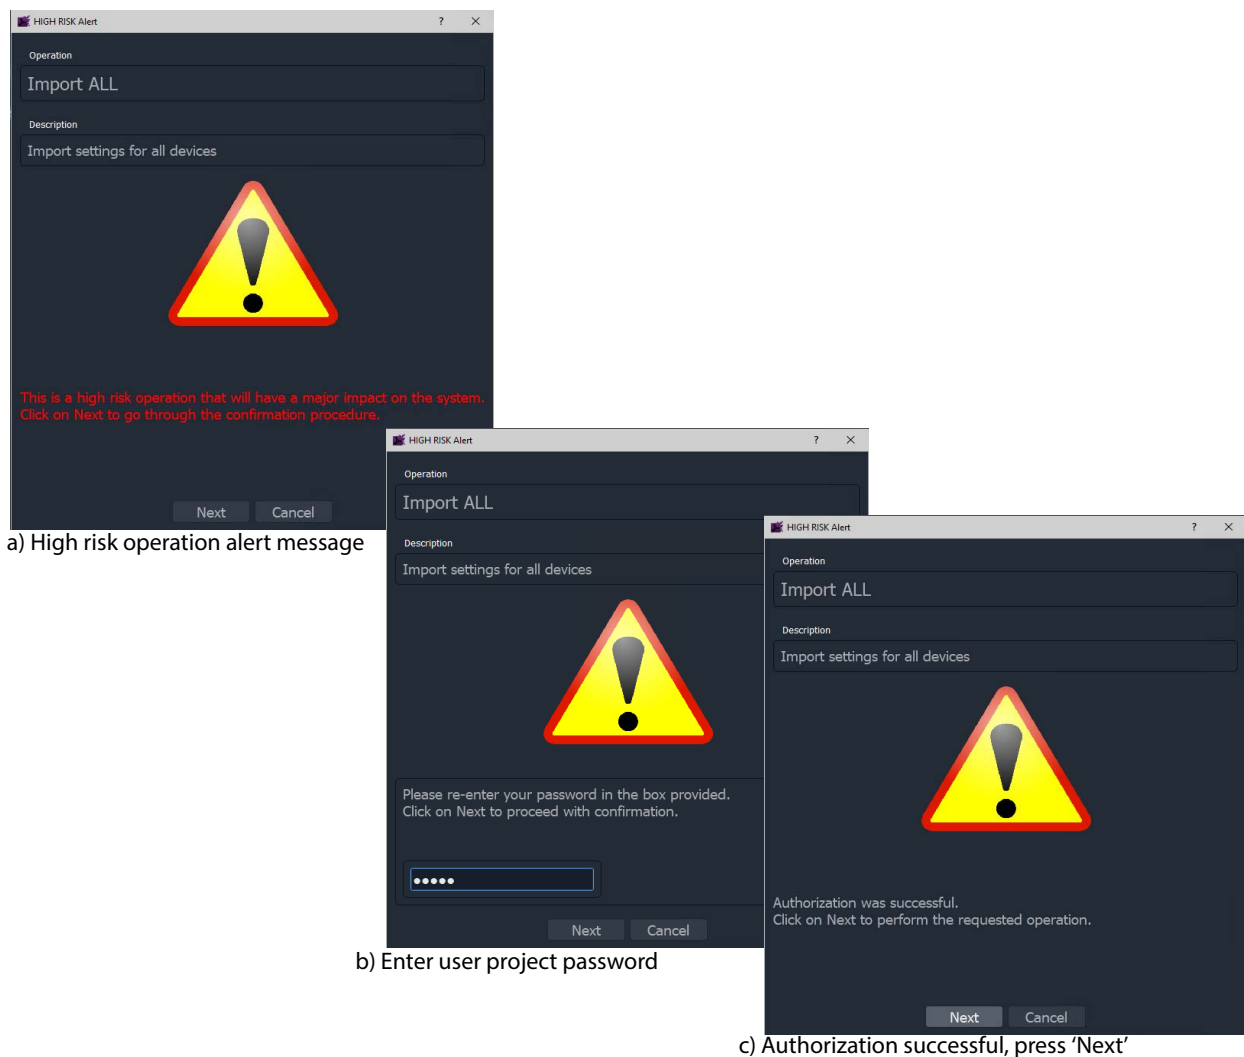 HIGH RISK Alert
Operation
Import ALL
Description
Import settings for all devices
This is a high risk operation that will have a major impact on the system.
Click on Next to go through the confirmation procedure.
Next Cancel
a) High risk operation alert message
HIGH RISK Alert
Operation
Import ALL
Description
Import settings for all devices
Please re-enter your password in the box provided.
Click on Next to proceed with confirmation.
Next Cancel
b) Enter user project password
HIGH RISK Alert
Operation
Import ALL
Description
Import settings for all devices
Authorization was successful.
Click on Next to perform the requested operation.
Next Cancel
c) Authorization successful, press ‘Next’